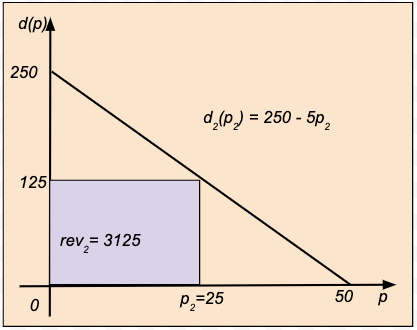 d(p)
250
d₂(p₂) = 250 - 5p₂
125
rev₂= 3125
0
p₂=25
50
p